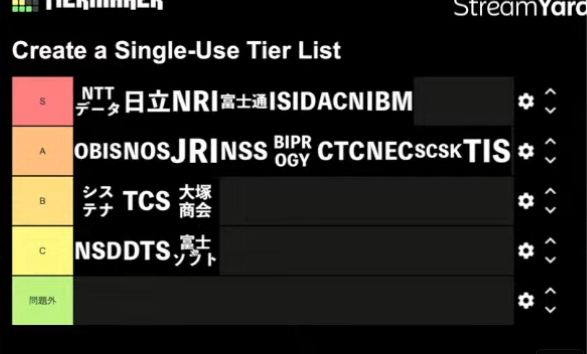 TIERMAKER
StreamYard
Create a Single-Use Tier List
S
NTT
データ
日立
NRI
富士通
ISID
ACN
IBM
A
OBIS
NOS
JRI
NSS
BIPR
OGY
CTC
NEC
SCSK
TIS
B
シス
テナ
TCS
大塚
商会
C
NSD
DTS
富士
ソフト
問題外